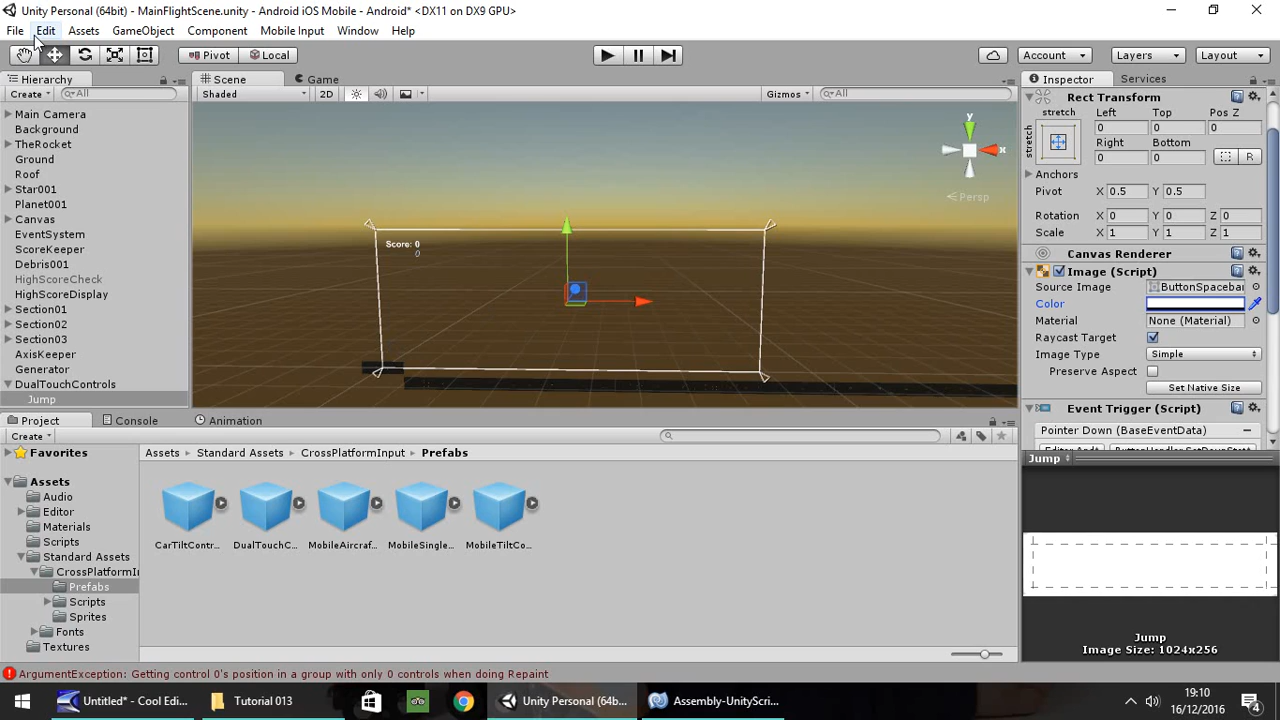 Unity Personal (64bit) - MainFlightScene.unity - Android iOS Mobile - Android* <DX11 on DX9 GPU>
File Edit Assets GameObject Component Mobile Input Window Help
Pivot Local Account Layers Layout
Hierarchy Scene Game Inspector Services
Create All Shaded 2D Gizmos All
Main Camera
Background
TheRocket
Ground
Roof
Star001
Planet001
Canvas
EventSystem
ScoreKeeper
Debris001
HighScoreCheck
HighScoreDisplay
Section01
Section02
Section03
AxisKeeper
Generator
DualTouchControls
Jump
y
x
Persp
Score: 0
0
Rect Transform
stretch Left Top Pos Z
stretch 0 0 0
Right Bottom
0 0 R
Anchors
Pivot X 0.5 Y 0.5
Rotation X 0 Y 0 Z 0
Scale X 1 Y 1 Z 1
Canvas Renderer
Image (Script)
Source Image ButtonSpacebar
Color
Material None (Material)
Raycast Target
Image Type Simple
Preserve Aspect
Set Native Size
Event Trigger (Script)
Pointer Down (BaseEventData)
Jump
Jump
Image Size: 1024x256
Project Console Animation
Create
Favorites
Assets
Audio
Editor
Materials
Scripts
Standard Assets
CrossPlatformIn
Prefabs
Scripts
Sprites
Fonts
Textures
Assets Standard Assets CrossPlatformInput Prefabs
CarTiltContr... DualTouchC... MobileAircraf... MobileSingle... MobileTiltCo...
ArgumentException: Getting control 0's position in a group with only 0 controls when doing Repaint
Untitled* - Cool Edi... Tutorial 013 Unity Personal (64b... Assembly-UnityScri...
19:10
16/12/2016
4